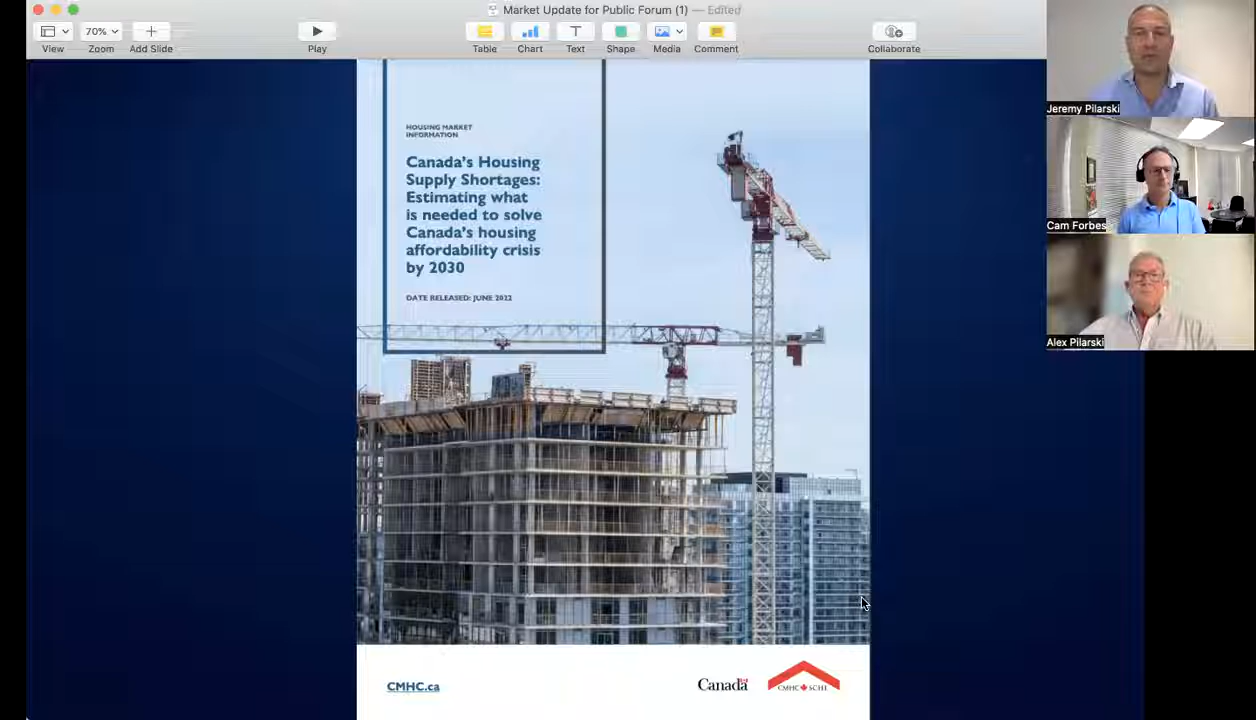 Market Update for Public Forum (1) — Edited
70%
View
Zoom
Add Slide
Play
Table
Chart
Text
Shape
Media
Comment
Collaborate
Jeremy Pilarski
Cam Forbes
Alex Pilarski
HOUSING MARKET
INFORMATION
Canada's Housing
Supply Shortages:
Estimating what
is needed to solve
Canada's housing
affordability crisis
by 2030
DATE RELEASED: JUNE 2022
CMHC.ca
Canada
CMHC SCHL